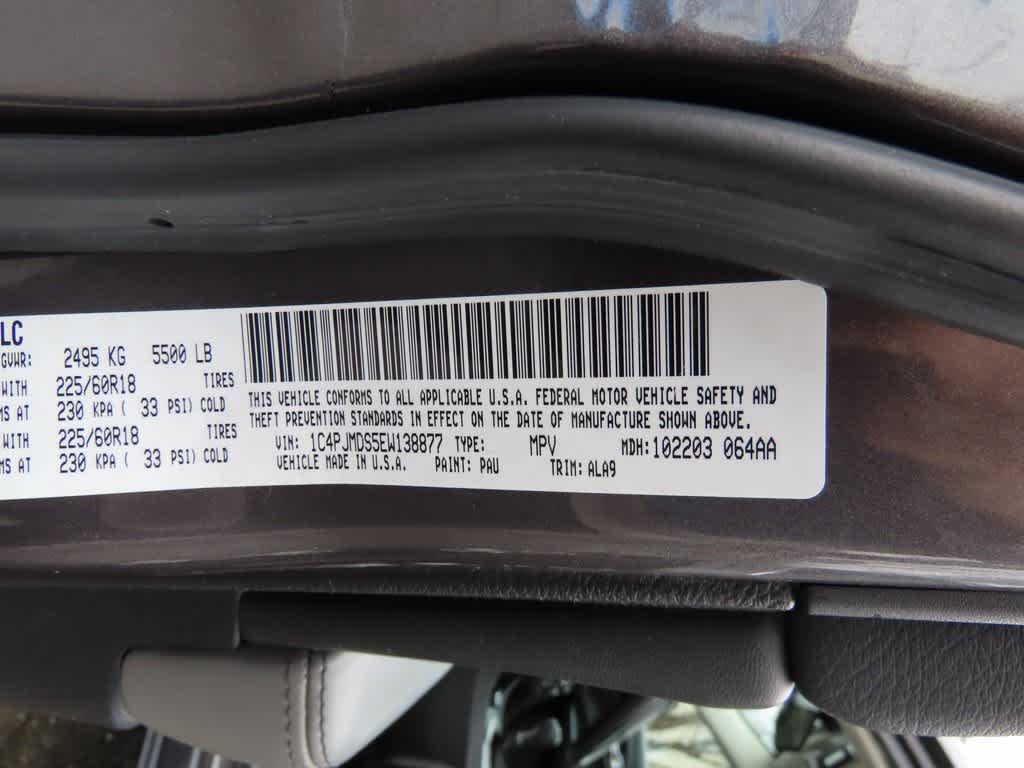 LC
GVWR: 2495 KG 5500 LB
WITH 225/60R18 TIRES
MS AT 230 KPA ( 33 PSI) COLD
WITH 225/60R18 TIRES
MS AT 230 KPA ( 33 PSI) COLD
THIS VEHICLE CONFORMS TO ALL APPLICABLE U.S.A. FEDERAL MOTOR VEHICLE SAFETY AND
THEFT PREVENTION STANDARDS IN EFFECT ON THE DATE OF MANUFACTURE SHOWN ABOVE.
VIN: 1C4PJMDS5EW138877 TYPE: MPV MDH:102203 064AA
VEHICLE MADE IN U.S.A. PAINT: PAU TRIM: ALA9